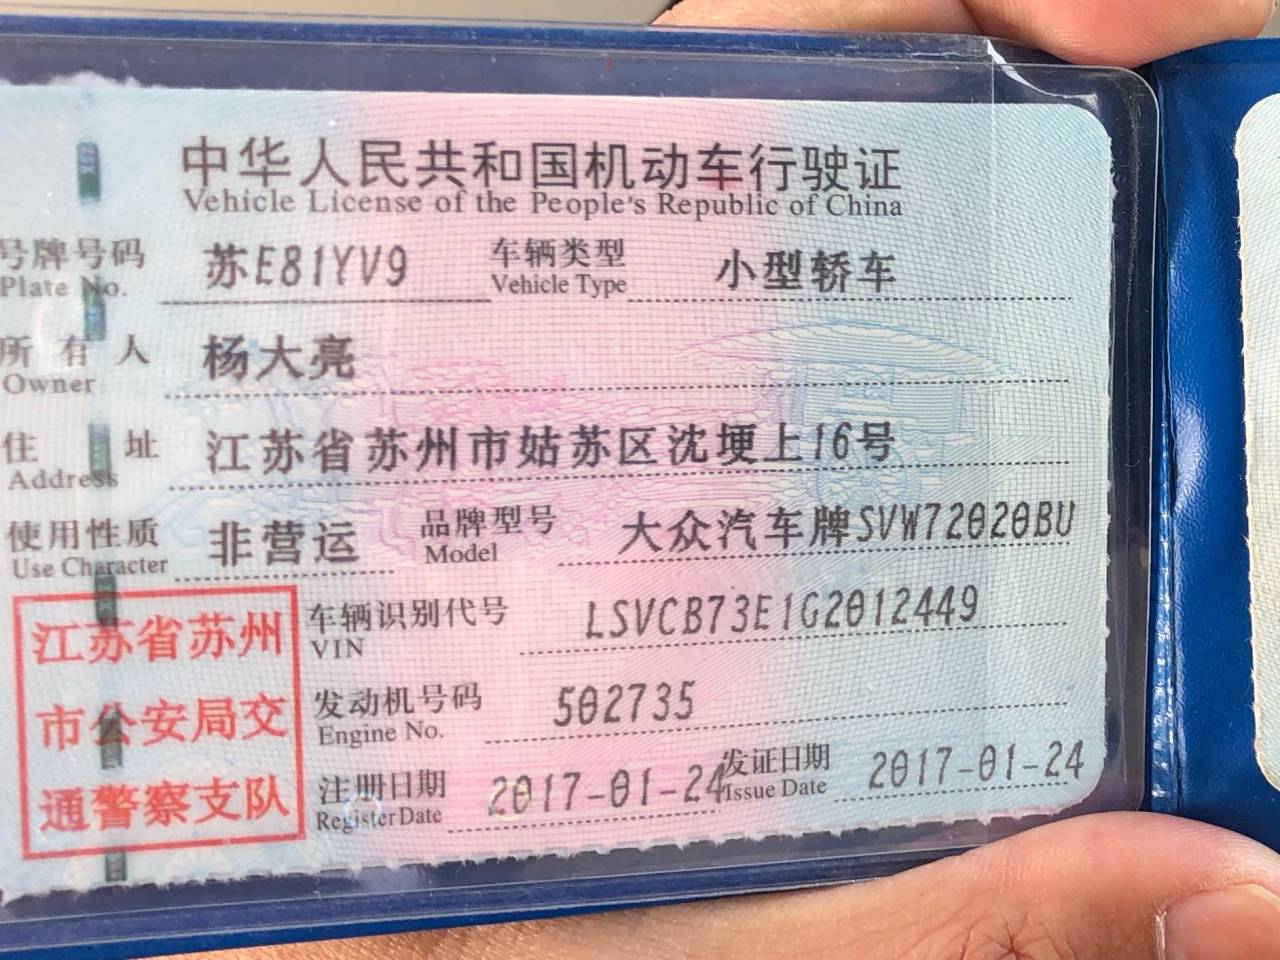 中华人民共和国机动车行驶证
Vehicle License of the People's Republic of China
号牌号码 苏E81YV9 车辆类型 小型轿车
Plate No. Vehicle Type
所有人 杨大亮
Owner
住址 江苏省苏州市姑苏区沈埂上16号
Address
使用性质 非营运 品牌型号 大众汽车牌SVW72020BU
Use Character Model
江苏省苏州
市公安局交
通警察支队
车辆识别代号 LSVCB73E1G2012449
VIN
发动机号码 502735
Engine No.
注册日期 2017-01-24 发证日期 2017-01-24
Register Date Issue Date